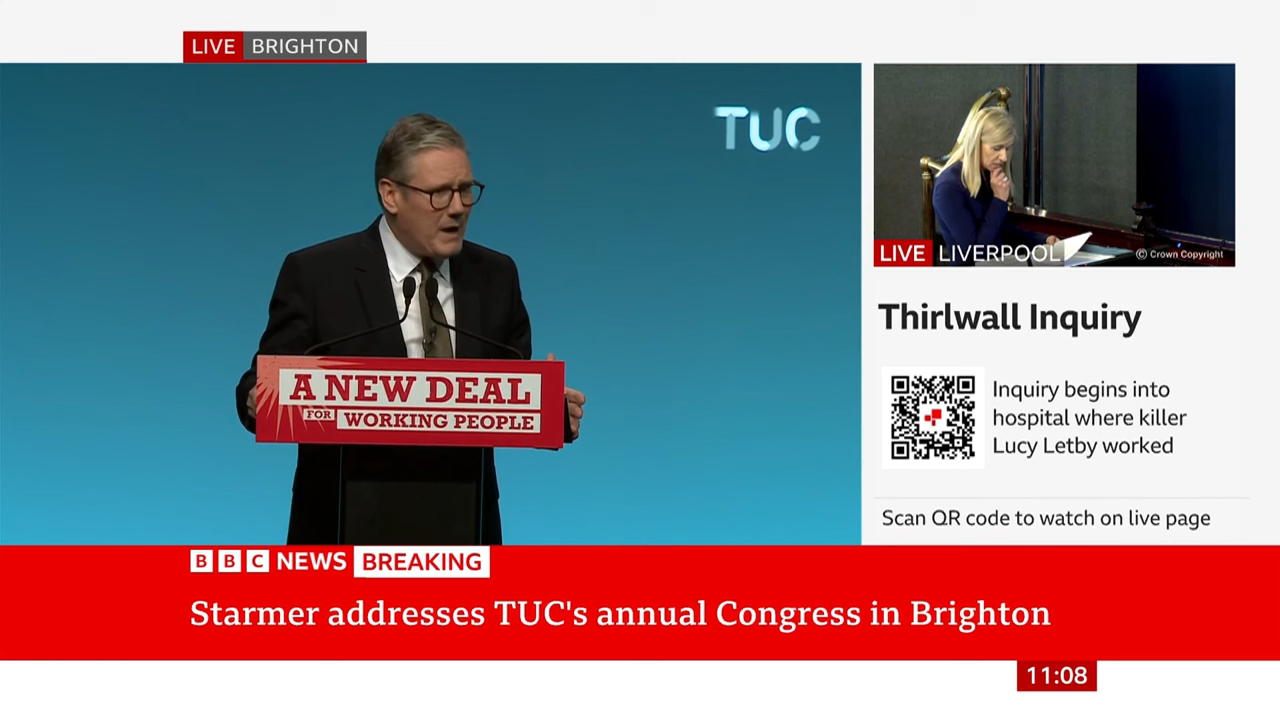 LIVE BRIGHTON
TUC
A NEW DEAL
FOR WORKING PEOPLE
LIVE LIVERPOOL
© Crown Copyright
Thirlwall Inquiry
Inquiry begins into
hospital where killer
Lucy Letby worked
Scan QR code to watch on live page
BBC NEWS BREAKING
Starmer addresses TUC's annual Congress in Brighton
11:08